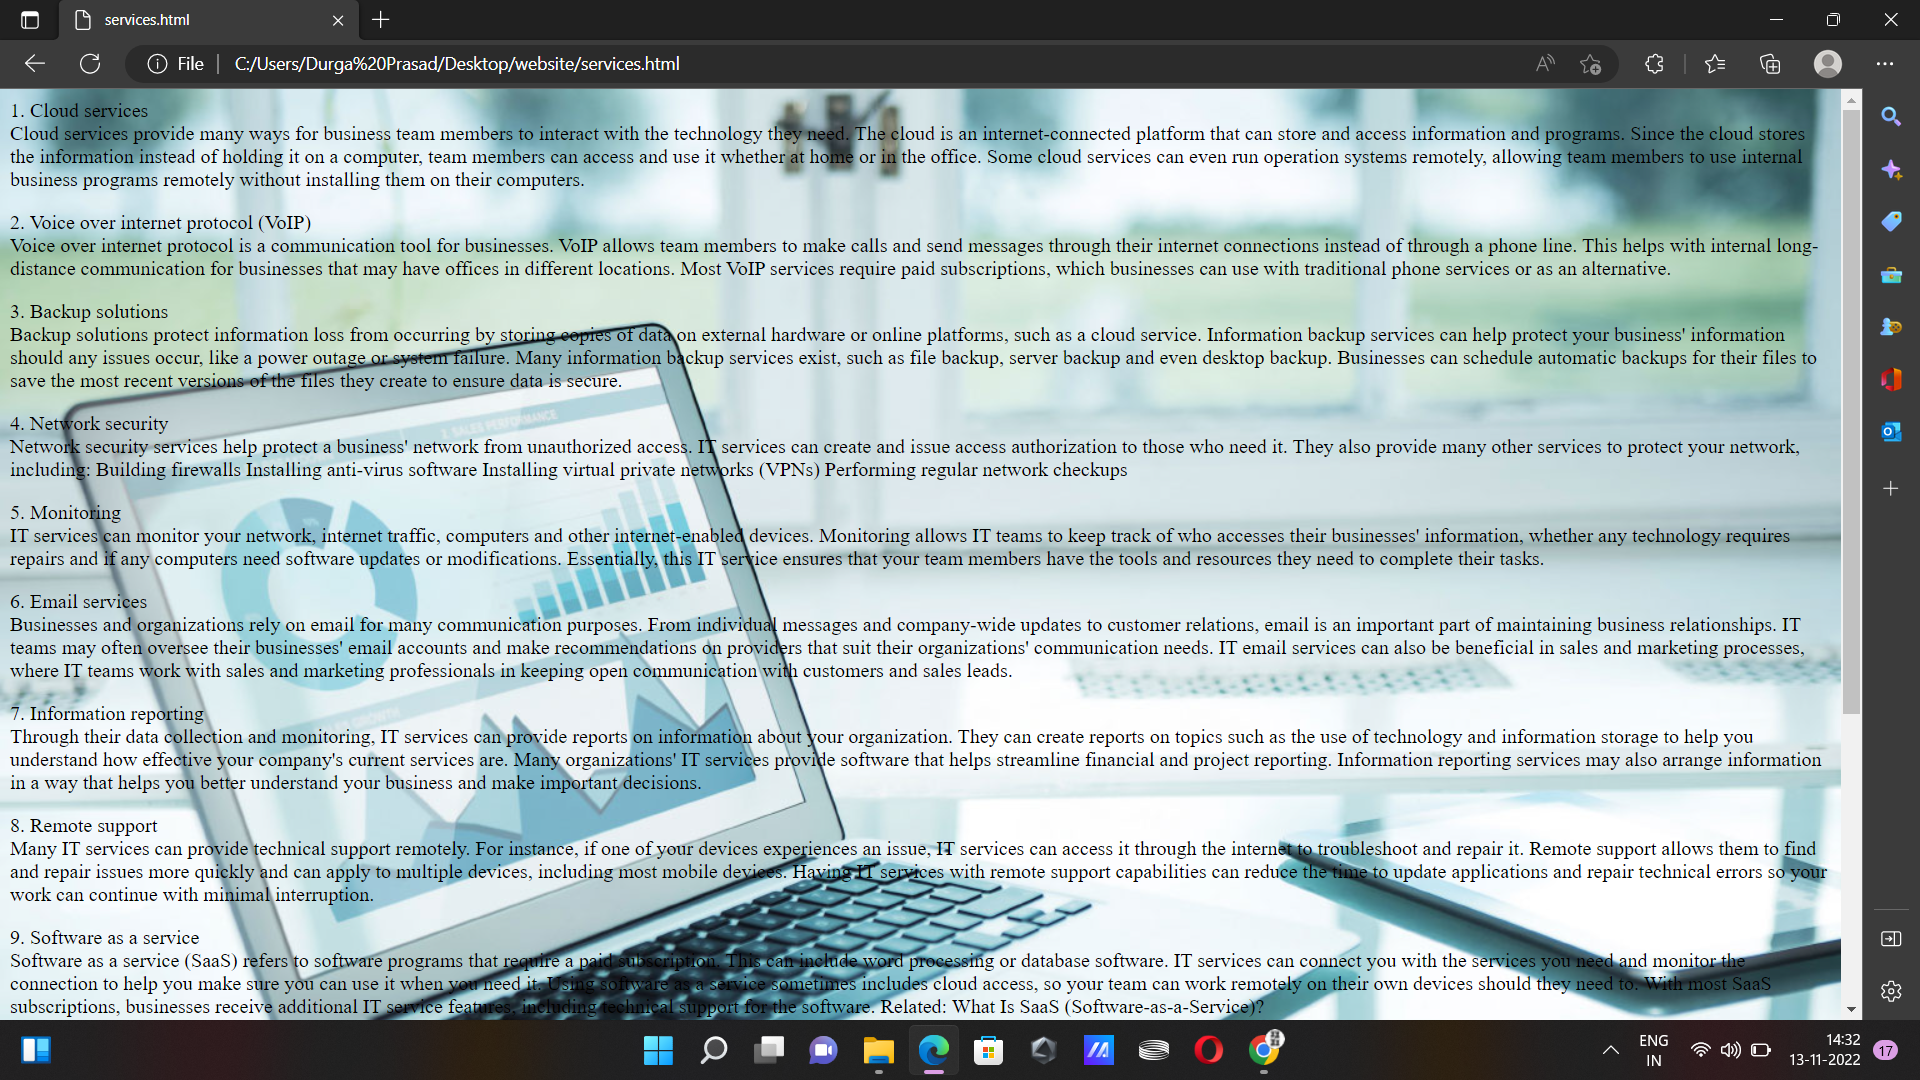 services.html
File
C:/Users/Durga%20Prasad/Desktop/website/services.html
1. Cloud services
Cloud services provide many ways for business team members to interact with the technology they need. The cloud is an internet-connected platform that can store and access information and programs. Since the cloud stores
the information instead of holding it on a computer, team members can access and use it whether at home or in the office. Some cloud services can even run operation systems remotely, allowing team members to use internal
business programs remotely without installing them on their computers.
2. Voice over internet protocol (VoIP)
Voice over internet protocol is a communication tool for businesses. VoIP allows team members to make calls and send messages through their internet connections instead of through a phone line. This helps with internal long-
distance communication for businesses that may have offices in different locations. Most VoIP services require paid subscriptions, which businesses can use with traditional phone services or as an alternative.
3. Backup solutions
Backup solutions protect information loss from occurring by storing copies of data on external hardware or online platforms, such as a cloud service. Information backup services can help protect your business' information
should any issues occur, like a power outage or system failure. Many information backup services exist, such as file backup, server backup and even desktop backup. Businesses can schedule automatic backups for their files to
save the most recent versions of the files they create to ensure data is secure.
2. SALES PERFORMANCE
4. Network security
Network security services help protect a business' network from unauthorized access. IT services can create and issue access authorization to those who need it. They also provide many other services to protect your network,
including: Building firewalls Installing anti-virus software Installing virtual private networks (VPNs) Performing regular network checkups
5. Monitoring
IT services can monitor your network, internet traffic, computers and other internet-enabled devices. Monitoring allows IT teams to keep track of who accesses their businesses' information, whether any technology requires
repairs and if any computers need software updates or modifications. Essentially, this IT service ensures that your team members have the tools and resources they need to complete their tasks.
6. Email services
Businesses and organizations rely on email for many communication purposes. From individual messages and company-wide updates to customer relations, email is an important part of maintaining business relationships. IT
teams may often oversee their businesses' email accounts and make recommendations on providers that suit their organizations' communication needs. IT email services can also be beneficial in sales and marketing processes,
where IT teams work with sales and marketing professionals in keeping open communication with customers and sales leads.
GROWTH
7. Information reporting
Through their data collection and monitoring, IT services can provide reports on information about your organization. They can create reports on topics such as the use of technology and information storage to help you
understand how effective your company's current services are. Many organizations' IT services provide software that helps streamline financial and project reporting. Information reporting services may also arrange information
in a way that helps you better understand your business and make important decisions.
8. Remote support
Many IT services can provide technical support remotely. For instance, if one of your devices experiences an issue, IT services can access it through the internet to troubleshoot and repair it. Remote support allows them to find
and repair issues more quickly and can apply to multiple devices, including most mobile devices. Having IT services with remote support capabilities can reduce the time to update applications and repair technical errors so your
work can continue with minimal interruption.
9. Software as a service
Software as a service (SaaS) refers to software programs that require a paid subscription. This can include word processing or database software. IT services can connect you with the services you need and monitor the
connection to help you make sure you can use it when you need it. Using software as a service sometimes includes cloud access, so your team can work remotely on their own devices should they need to. With most SaaS
subscriptions, businesses receive additional IT service features, including technical support for the software. Related: What Is SaaS (Software-as-a-Service)?
ENG
IN
14:32
13-11-2022
17